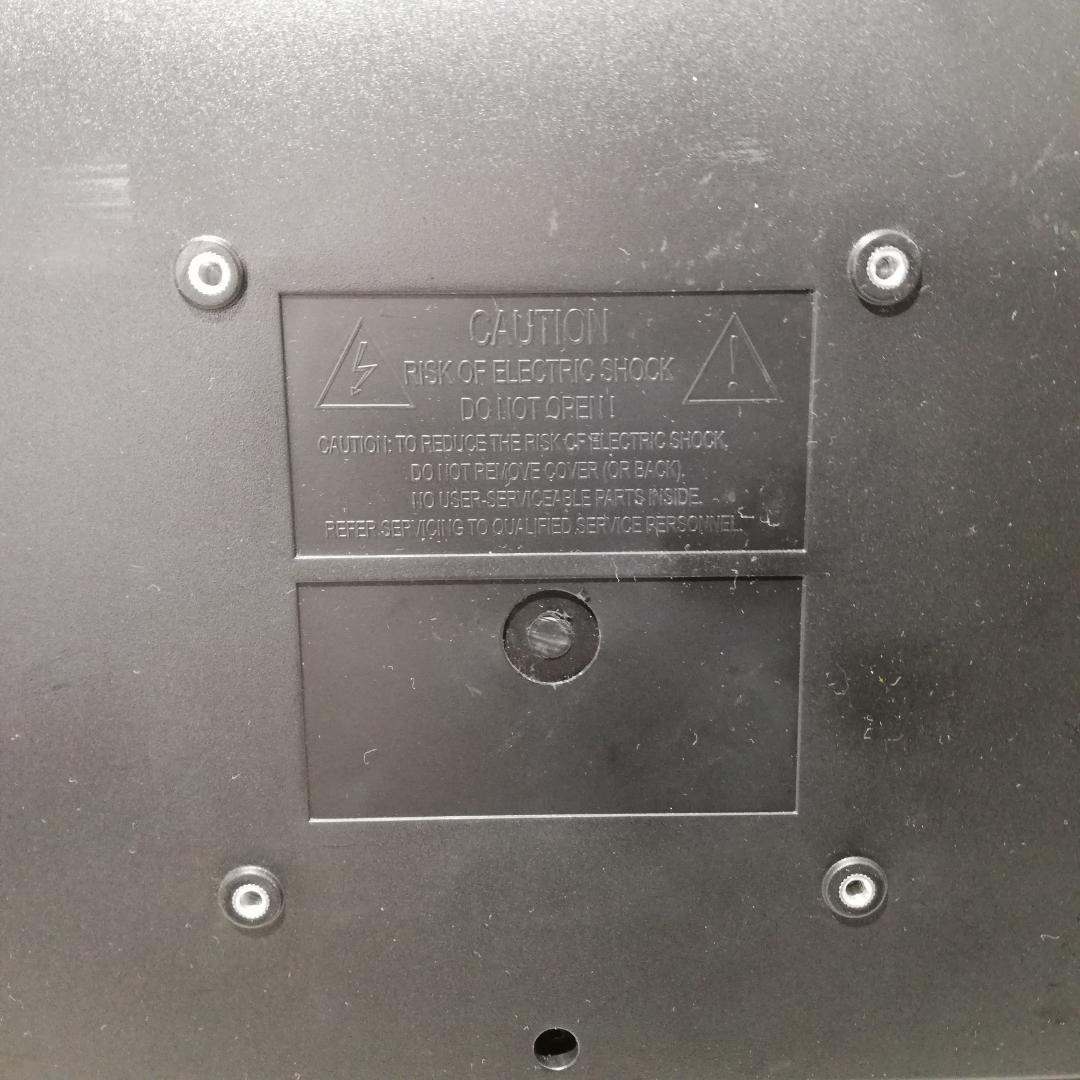 CAUTION
RISK OF ELECTRIC SHOCK
DO NOT OPEN !
CAUTION: TO REDUCE THE RISK OF ELECTRIC SHOCK,
DO NOT REMOVE COVER (OR BACK),
NO USER-SERVICEABLE PARTS INSIDE.
REFER SERVICING TO QUALIFIED SERVICE PERSONNEL.